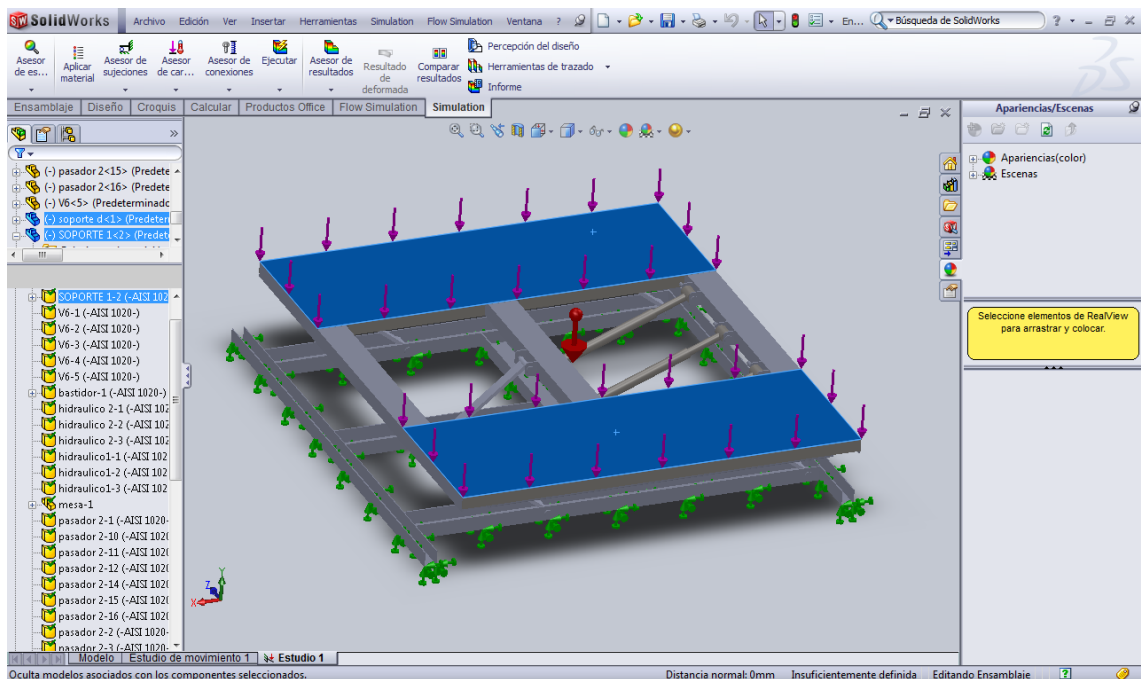 SolidWorks Archivo Edición Ver Insertar Herramientas Simulation Flow Simulation Ventana ? En... Búsqueda de SolidWorks ?
Asesor de es...
Aplicar material
Asesor de sujeciones
Asesor de car...
Asesor de conexiones
Ejecutar
Asesor de resultados
Resultado de deformada
Comparar resultados
Percepción del diseño
Herramientas de trazado
Informe
Ensamblaje Diseño Croquis Calcular Productos Office Flow Simulation Simulation
(-) pasador 2<15> (Predete
(-) pasador 2<16> (Predete
(-) V6<5> (Predeterminadc
(-) soporte d<1> (Predeten
(-) SOPORTE 1<2> (Predet
SOPORTE 1-2 (-AISI 102
V6-1 (-AISI 1020-)
V6-2 (-AISI 1020-)
V6-3 (-AISI 1020-)
V6-4 (-AISI 1020-)
V6-5 (-AISI 1020-)
bastidor-1 (-AISI 1020-)
hidraulico 2-1 (-AISI 102
hidraulico 2-2 (-AISI 102
hidraulico 2-3 (-AISI 102
hidraulico1-1 (-AISI 102
hidraulico1-2 (-AISI 102
hidraulico1-3 (-AISI 102
mesa-1
pasador 2-1 (-AISI 1020-
pasador 2-10 (-AISI 1020
pasador 2-11 (-AISI 1020
pasador 2-12 (-AISI 1020
pasador 2-14 (-AISI 1020
pasador 2-15 (-AISI 1020
pasador 2-16 (-AISI 1020
pasador 2-2 (-AISI 1020-
pasador 2-3 (-AISI 1020-
Y
Z
X
Apariencias/Escenas
Apariencias(color)
Escenas
Seleccione elementos de RealView
para arrastrar y colocar.
Modelo Estudio de movimiento 1 Estudio 1
Oculta modelos asociados con los componentes seleccionados. Distancia normal: 0mm Insuficientemente definida Editando Ensamblaje ?